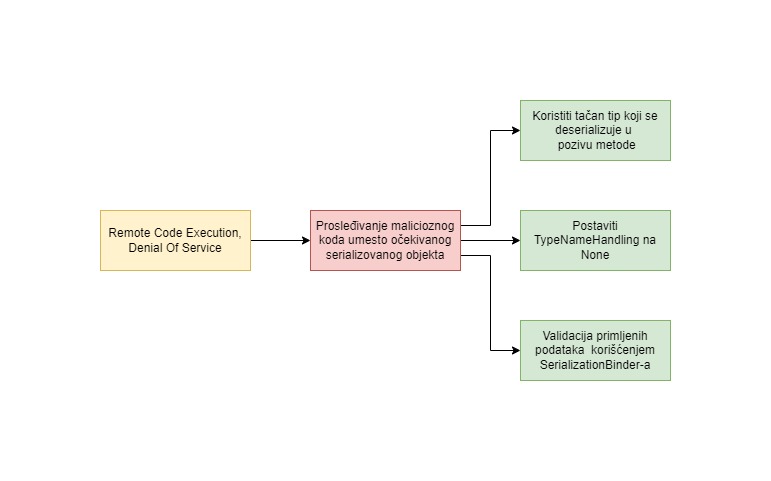 Koristiti tačan tip koji se
deserializuje u
pozivu metode
Remote Code Execution,
Denial Of Service
Prosleđivanje malicioznog
koda umesto očekivanog
serializovanog objekta
Postaviti
TypeNameHandling na
None
Validacija primljenih
podataka korišćenjem
SerializationBinder-a